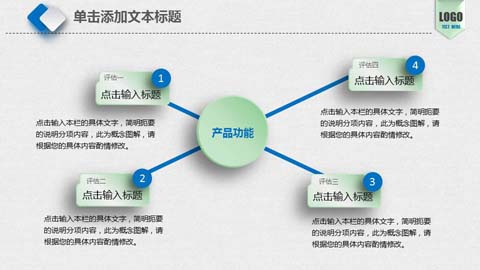 单击添加文本标题
LOGO
评估一
1
点击输入标题
点击输入本栏的具体文字，简明扼要
的说明分项内容，此为概念图解，请
根据您的具体内容酌情修改。
评估四
4
点击输入标题
点击输入本栏的具体文字，简明扼要
的说明分项内容，此为概念图解，请
根据您的具体内容酌情修改。
产品功能
评估二
2
点击输入标题
点击输入本栏的具体文字，简明扼要
的说明分项内容，此为概念图解，请
根据您的具体内容酌情修改。
评估三
3
点击输入标题
点击输入本栏的具体文字，简明扼要
的说明分项内容，此为概念图解，请
根据您的具体内容酌情修改。